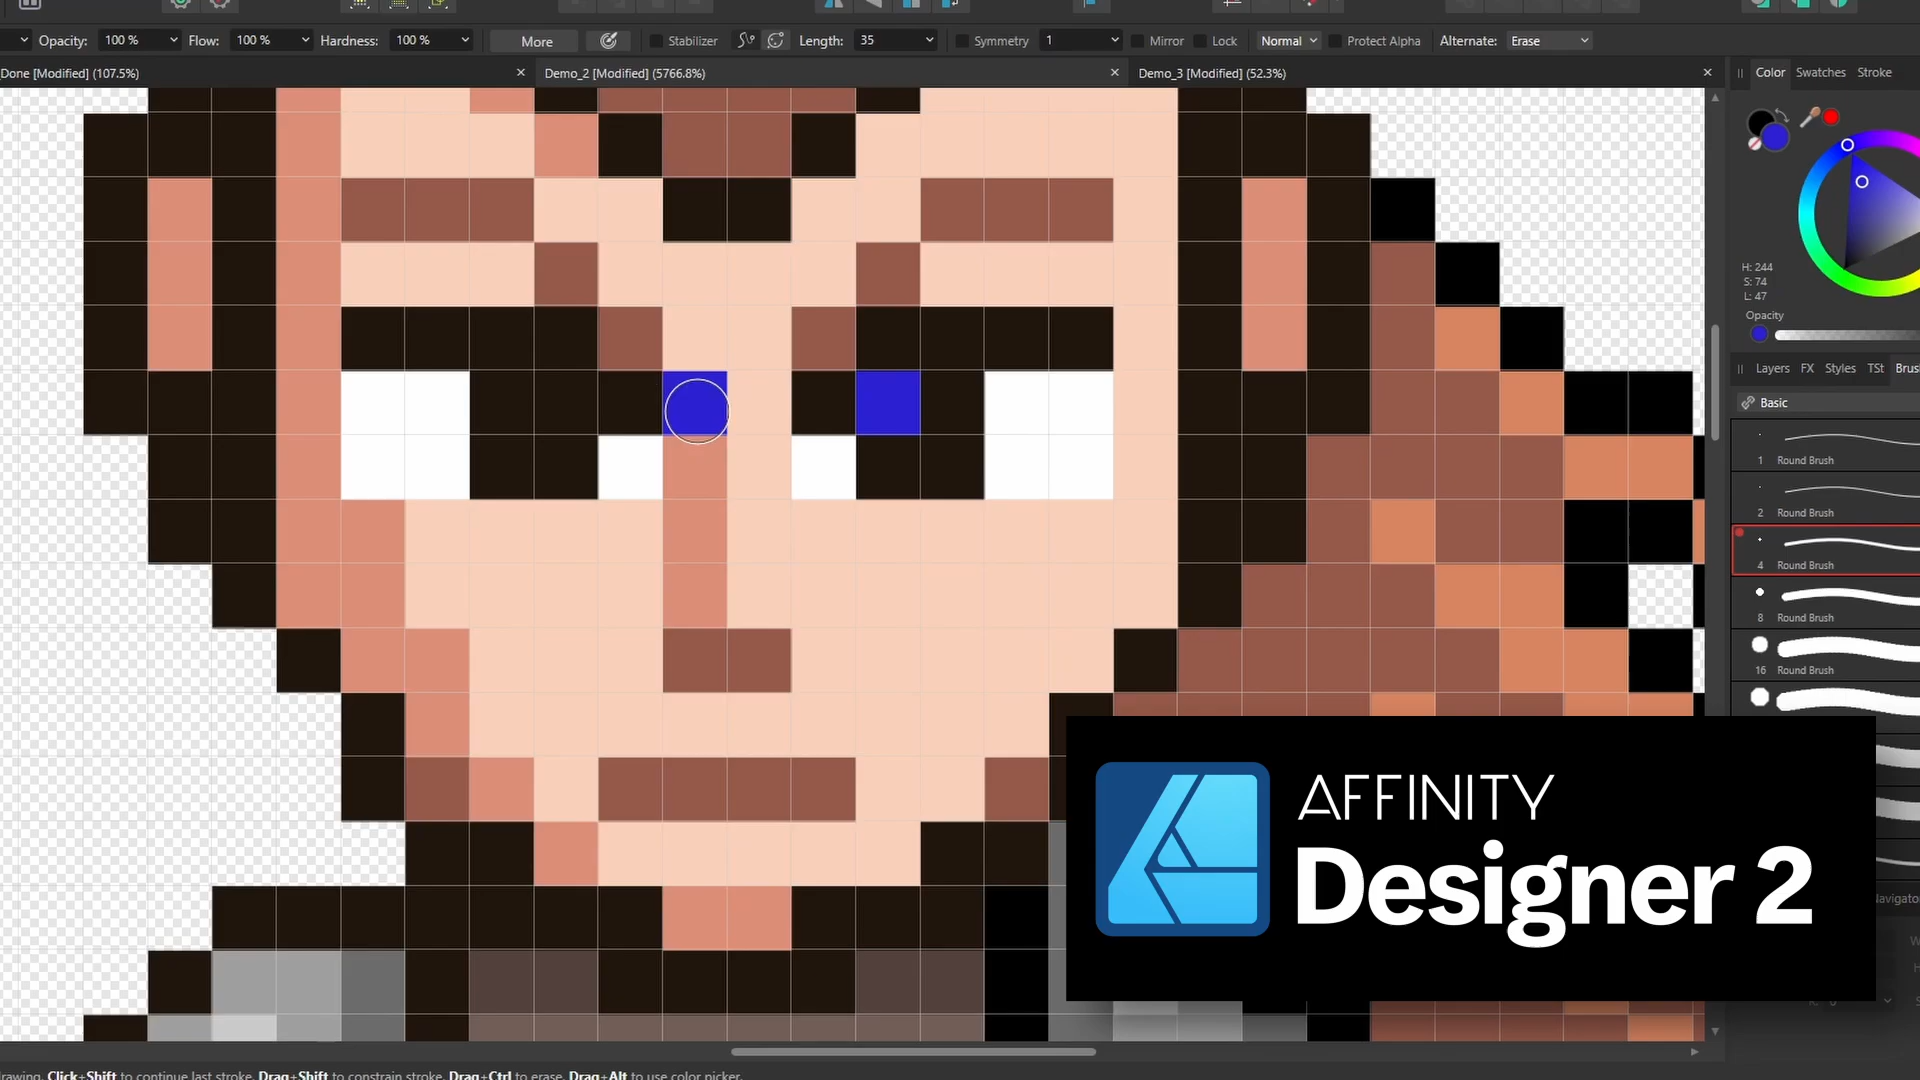 Opacity: 100 % Flow: 100 % Hardness: 100 % More Stabilizer Length: 35 Symmetry 1 Mirror Lock Normal Protect Alpha Alternate: Erase
Done [Modified] (107.5%) Demo_2 [Modified] (5766.8%) Demo_3 [Modified] (52.3%)
Color Swatches Stroke
H: 244
S: 74
L: 47
Opacity
Layers FX Styles TSt Brus
Basic
1 Round Brush
2 Round Brush
4 Round Brush
8 Round Brush
16 Round Brush
AFFINITY
Designer 2
Navigato
drawing. Click+Shift to continue last stroke. Drag+Shift to constrain stroke. Drag+Ctrl to erase. Drag+Alt to use color picker.